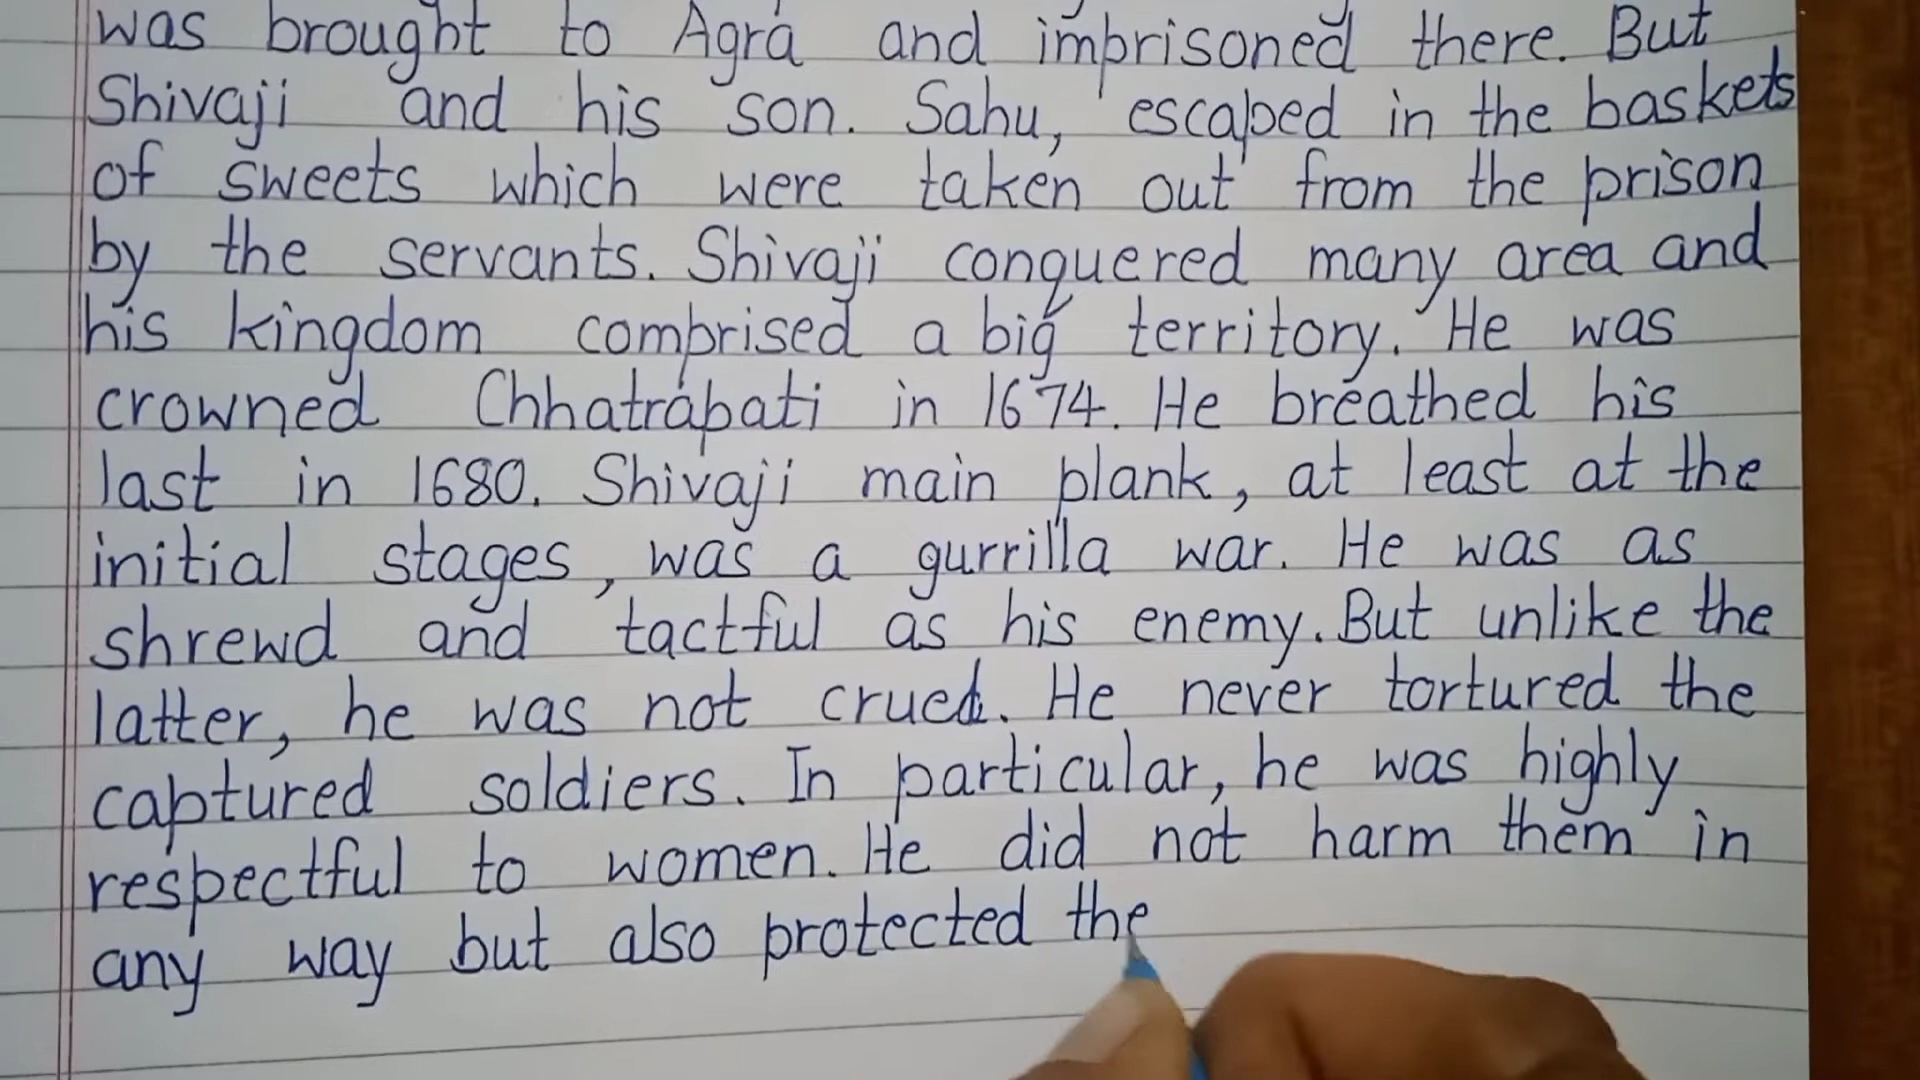 was brought to Agra and imprisoned there. But
Shivaji and his son. Sahu, escaped in the baskets
of sweets which were taken out from the prison
by the servants. Shivaji conquered many area and
his kingdom comprised a big territory. He was
crowned Chhatrapati in 1674. He breathed his
last in 1680. Shivaji main plank, at least at the
initial stages, was a gurrilla war. He was as
shrewd and tactful as his enemy. But unlike the
latter, he was not crued. He never tortured the
captured soldiers. In particular, he was highly
respectful to women. He did not harm them in
any way but also protected the